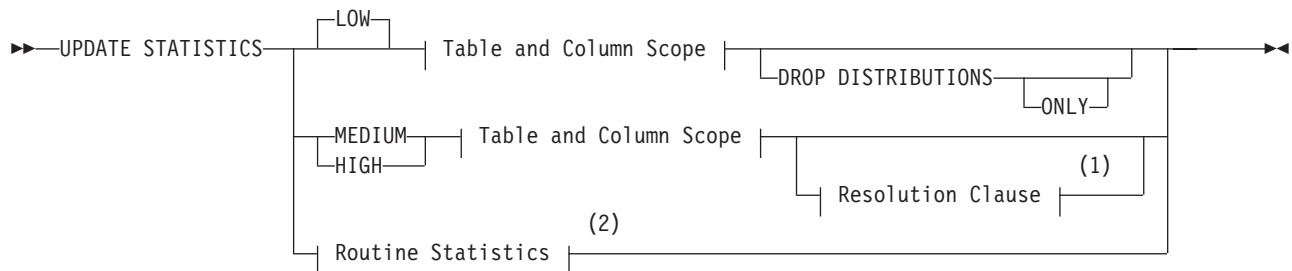 LOW
UPDATE STATISTICS Table and Column Scope
DROP DISTRIBUTIONS
ONLY
MEDIUM Table and Column Scope
HIGH (1)
Resolution Clause
(2)
Routine Statistics